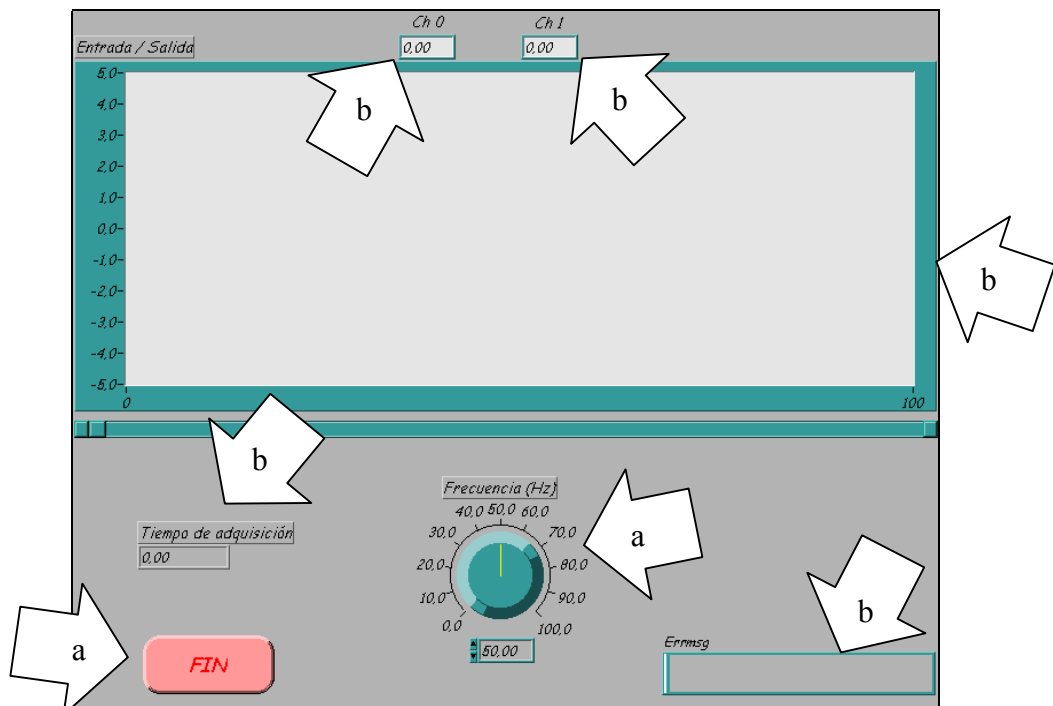 Ch 0 Ch 1
Entrada / Salida 0,00 0,00
b b
5,0
4,0
3,0
2,0
1,0
0,0
-1,0
b
-2,0
-3,0
-4,0
-5,0
0 100
b
Frecuencia (Hz)
40,0 50,0 60,0
30,0 70,0
Tiempo de adquisición
a
0,00
20,0 80,0
10,0 90,0
0,0 100,0
b
Errmsg
50,00
a
FIN